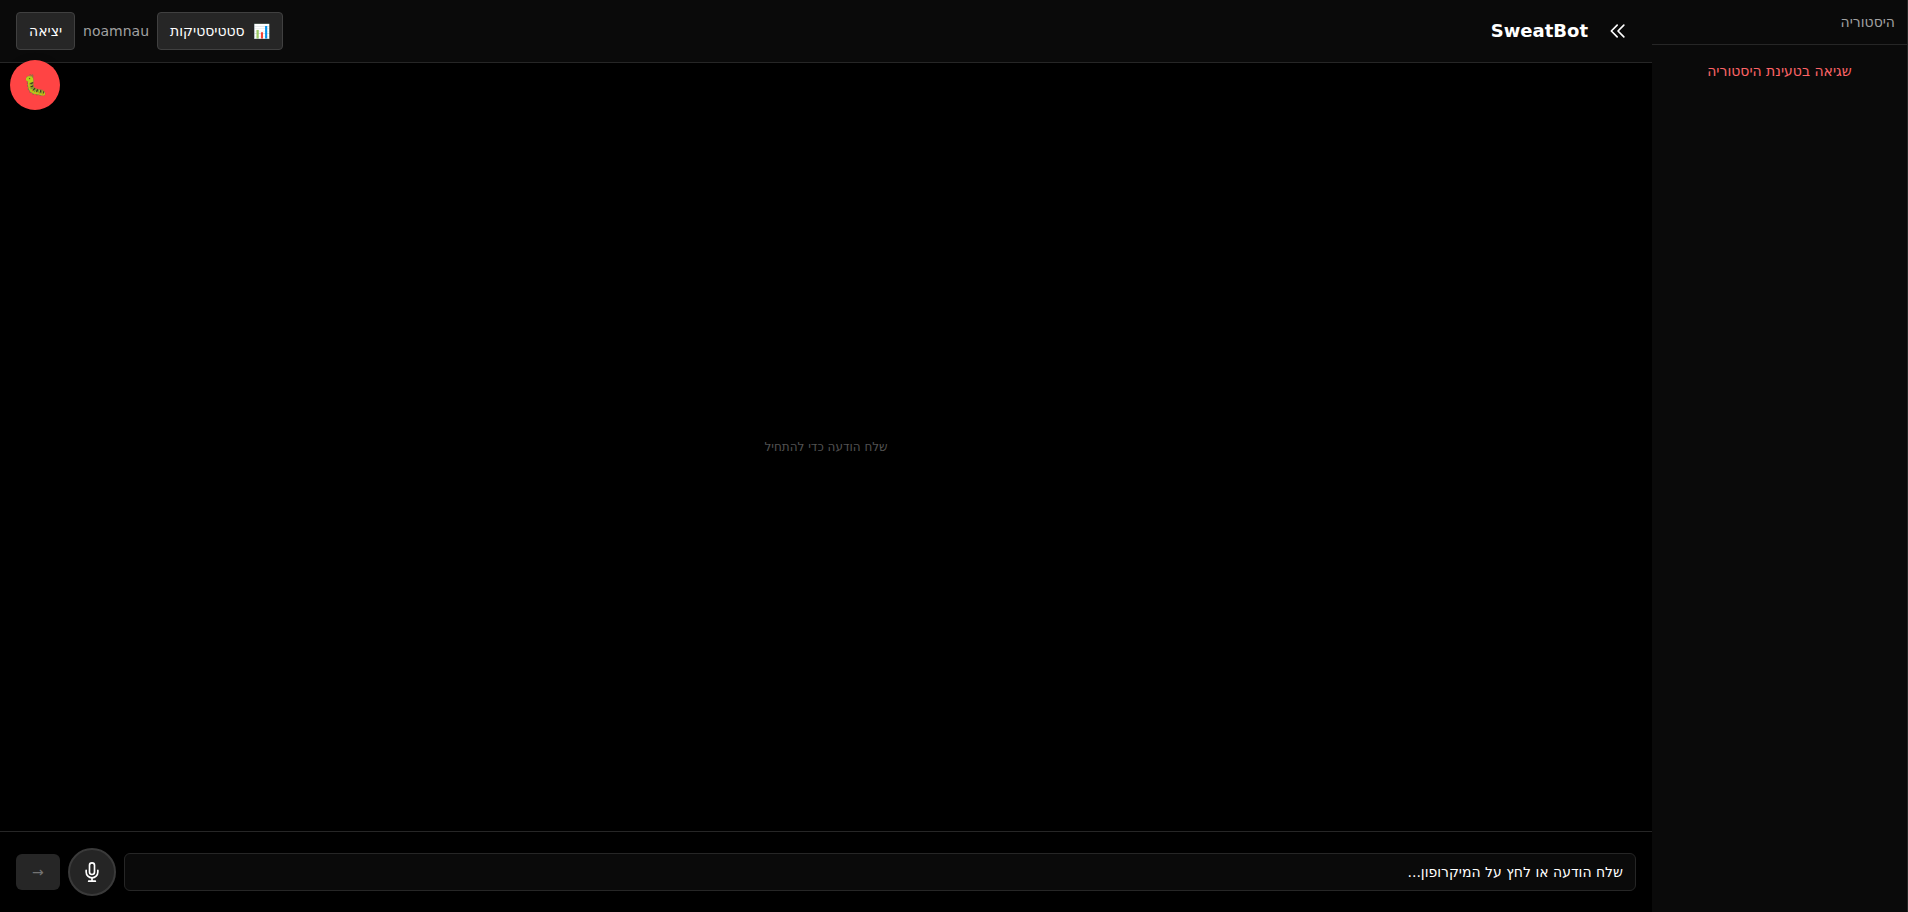 היסטוריה
שגיאה בטעינת היסטוריה
SweatBot
סטטיסטיקות
noamnau
יציאה
שלח הודעה כדי להתחיל
שלח הודעה או לחץ על המיקרופון...
→